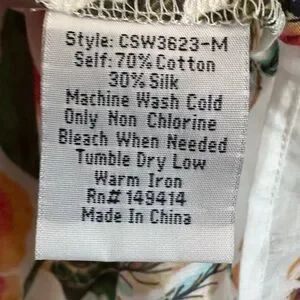 Style: CSW3623-M
Self: 70% Cotton
30% Silk
Machine Wash Cold
Only Non Chlorine
Bleach When Needed
Tumble Dry Low
Warm Iron
Rn# 149414
Made In China